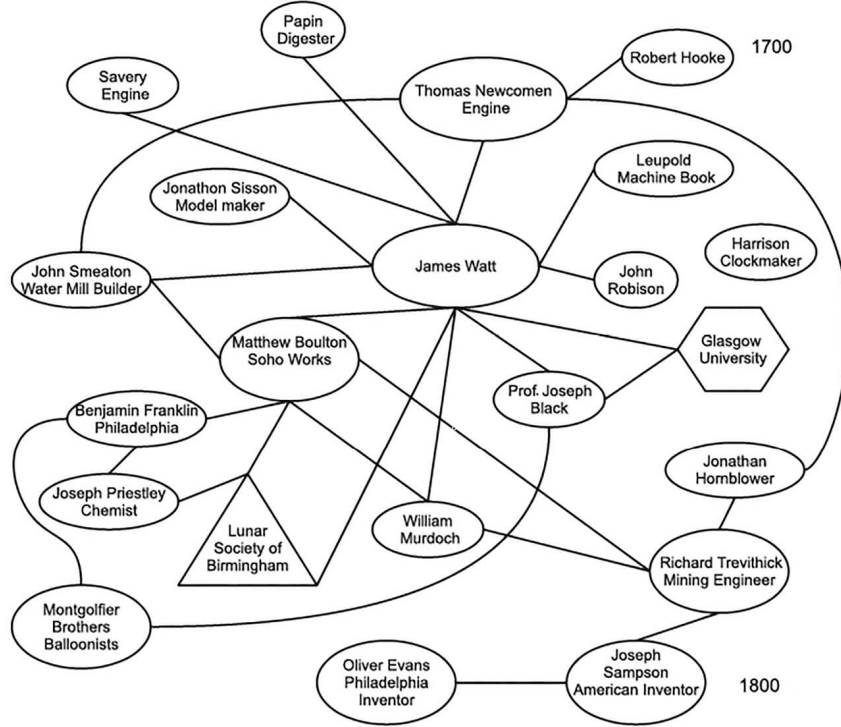 Papin
Digester
1700
Robert Hooke
Savery
Engine
Thomas Newcomen
Engine
Leupold
Machine Book
Jonathon Sisson
Model maker
Harrison
Clockmaker
James Watt
John Smeaton
Water Mill Builder
John
Robison
Matthew Boulton
Soho Works
Glasgow
University
Prof. Joseph
Black
Benjamin Franklin
Philadelphia
Jonathan
Hornblower
Joseph Priestley
Chemist
William
Murdoch
Lunar
Society of
Birmingham
Richard Trevithick
Mining Engineer
Montgolfier
Brothers
Balloonists
Oliver Evans
Philadelphia
Inventor
Joseph
Sampson
American Inventor
1800